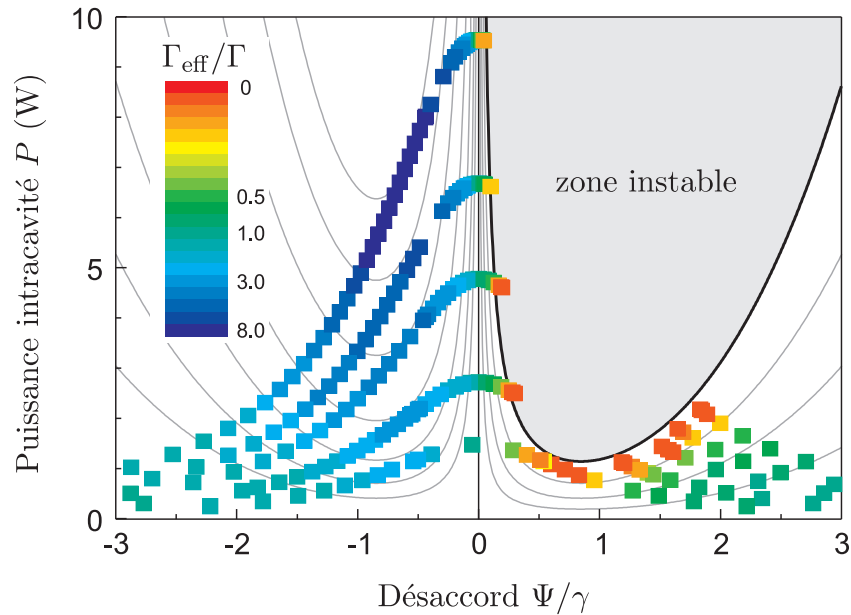 10
Γeff/Γ
0
0.5
1.0
3.0
8.0
zone instable
5
0
Puissance intracavité P (W)
-3 -2 -1 0 1 2 3
Désaccord Ψ/γ